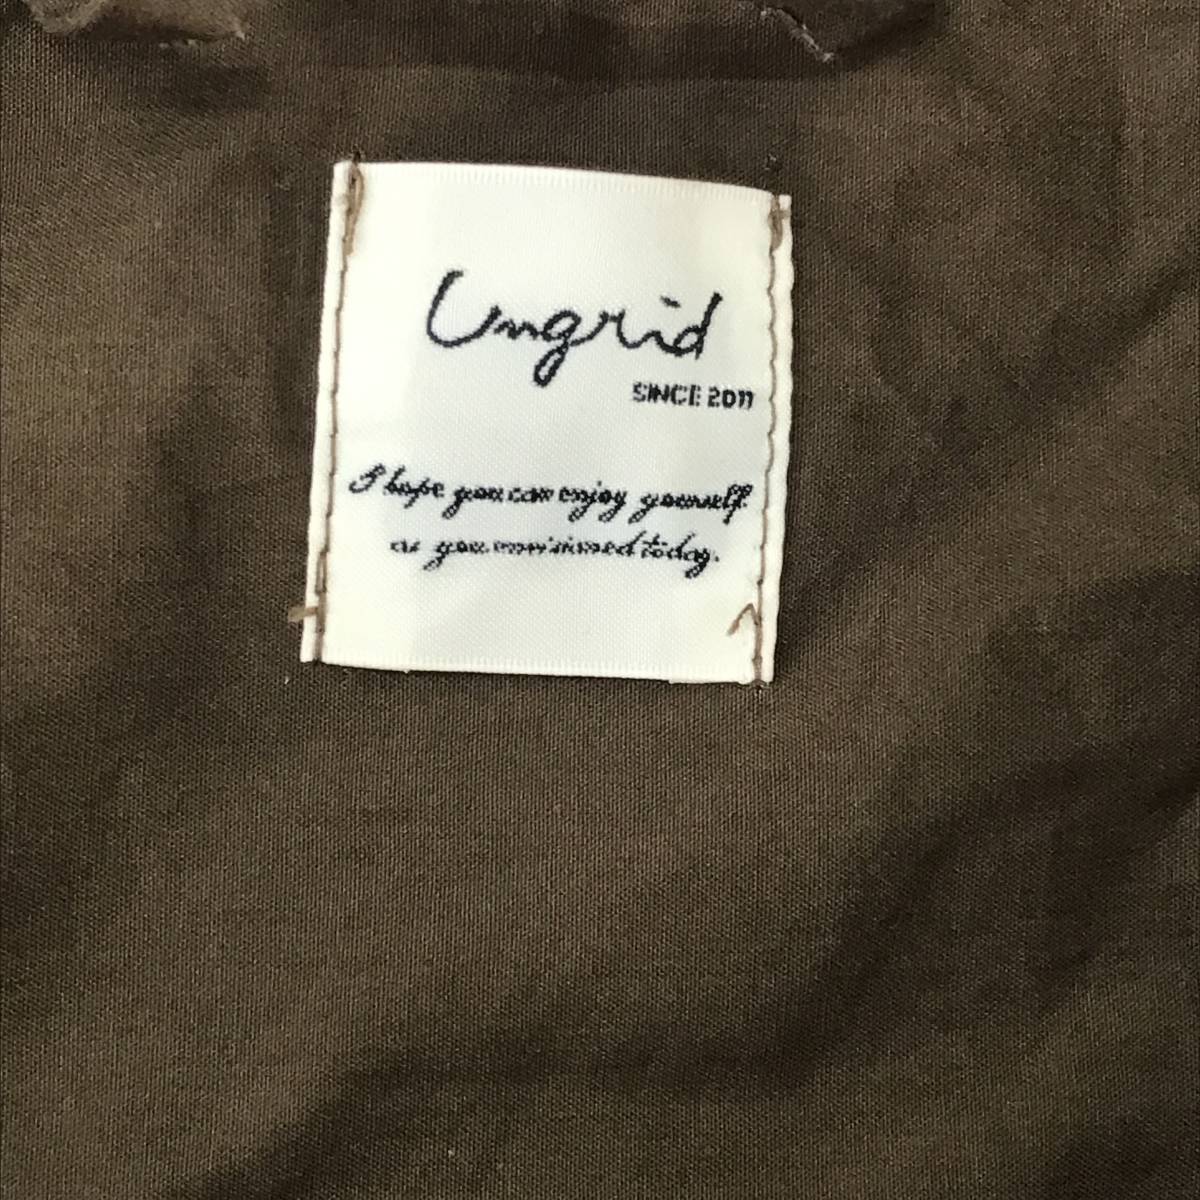 Ungrid
SINCE 2011
I hope you can enjoy yourself
as you envisioned today.